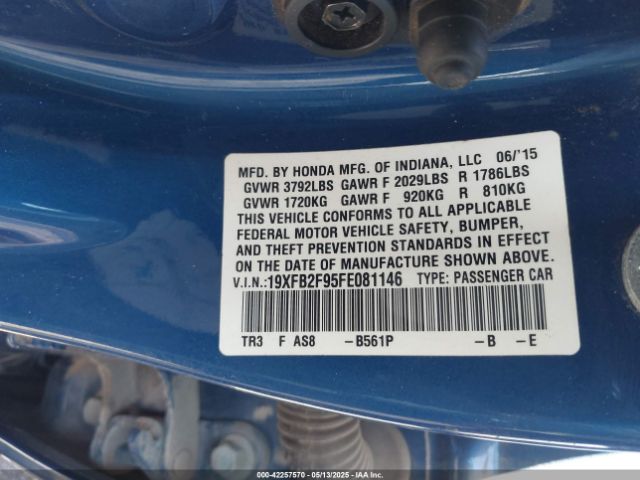 MFD. BY HONDA MFG. OF INDIANA, LLC 06/'15
GVWR 3792LBS GAWR F 2029LBS R 1786LBS
GVWR 1720KG GAWR F 920KG R 810KG
THIS VEHICLE CONFORMS TO ALL APPLICABLE
FEDERAL MOTOR VEHICLE SAFETY, BUMPER,
AND THEFT PREVENTION STANDARDS IN EFFECT
ON THE DATE OF MANUFACTURE SHOWN ABOVE.
V.I.N.:19XFB2F95FE081146 TYPE: PASSENGER CAR
TR3 F AS8 -B561P -B -E
000-42257570 - 05/13/2025 - IAAI, Copyright